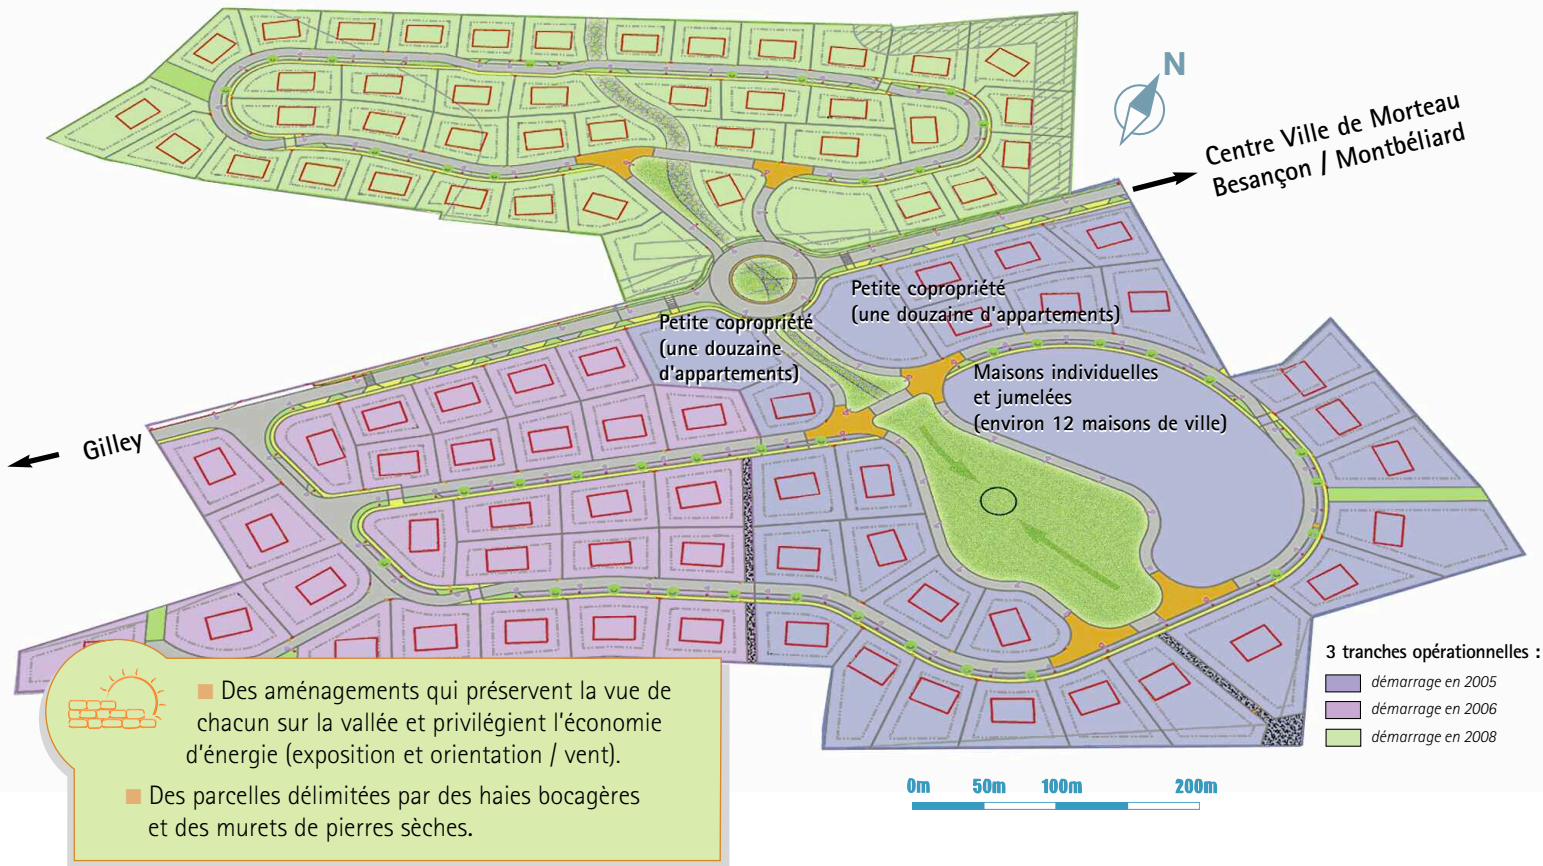 N
Centre Ville de Morteau
Besançon / Montbéliard
Petite copropriété
(une douzaine d'appartements)
Petite copropriété
(une douzaine
d'appartements)
Maisons individuelles
et jumelées
(environ 12 maisons de ville)
Gilley
3 tranches opérationnelles :
démarrage en 2005
démarrage en 2006
démarrage en 2008
Des aménagements qui préservent la vue de
chacun sur la vallée et privilégient l'économie
d'énergie (exposition et orientation / vent).
Des parcelles délimitées par des haies bocagères
et des murets de pierres sèches.
0m 50m 100m 200m